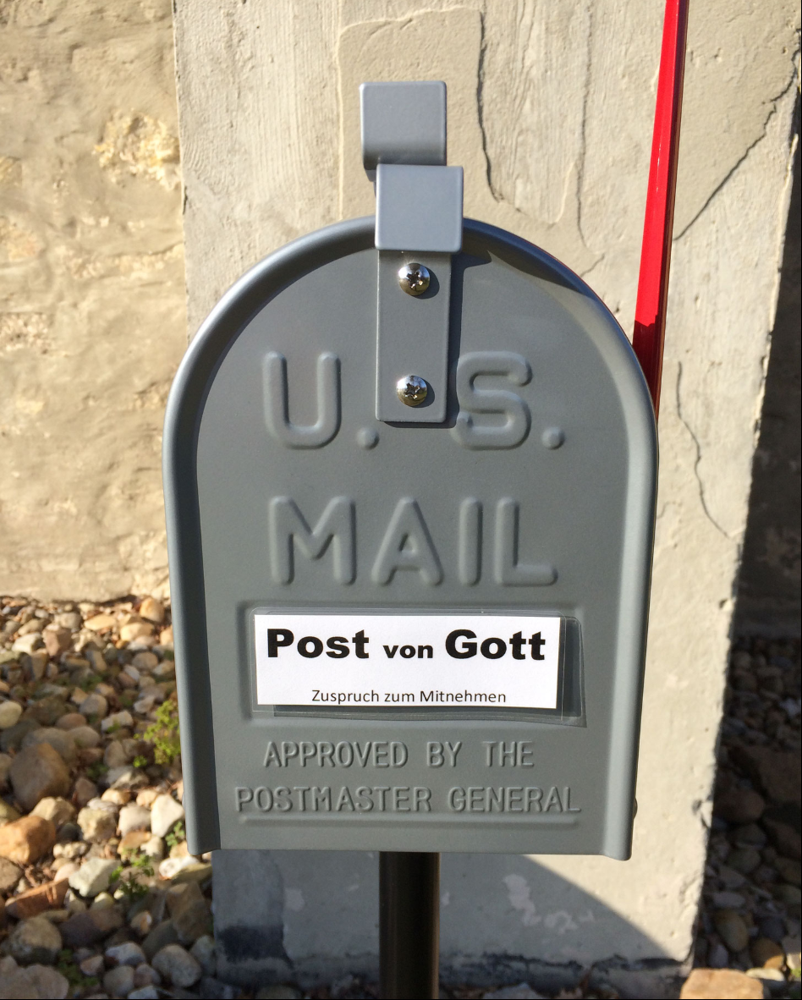 U. S.
MAIL
Post von Gott
Zuspruch zum Mitnehmen
APPROVED BY THE
POSTMASTER GENERAL